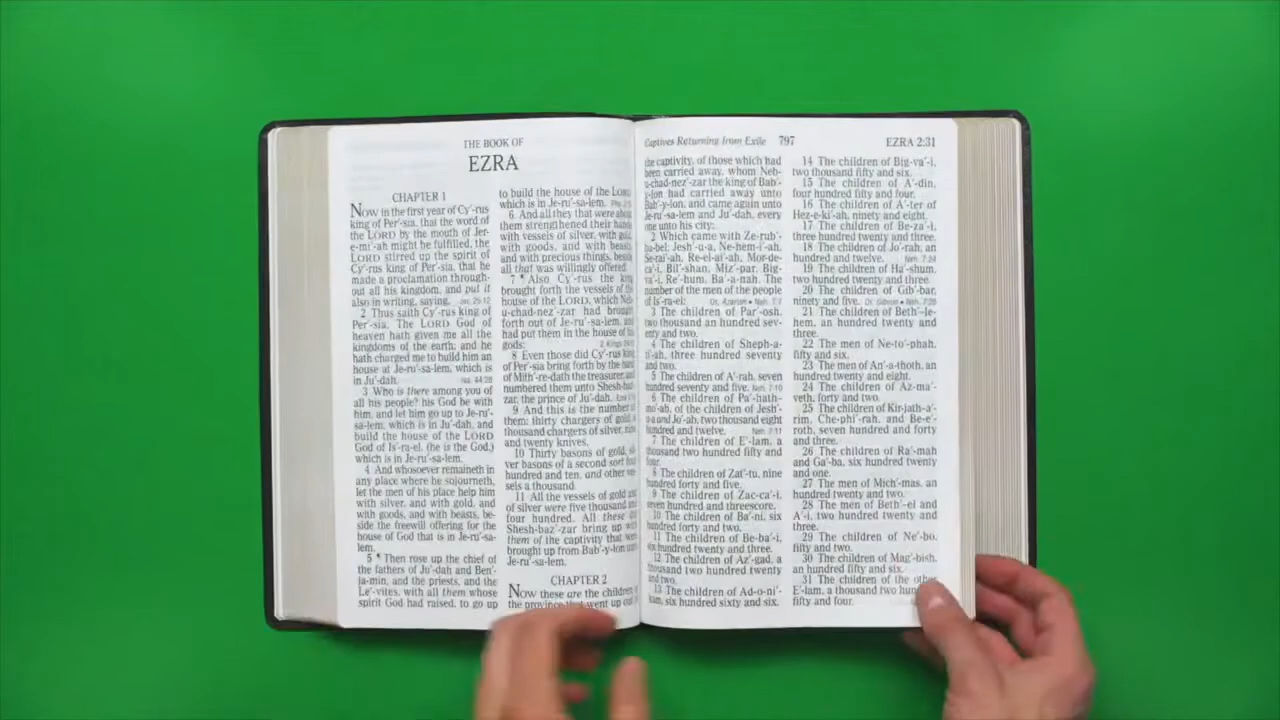 THE BOOK OF
EZRA
CHAPTER 1
NOW in the first year of Cy′-rus
king of Per′-sia, that the word of
the LORD by the mouth of Jer-
e-mi′-ah might be fulfilled, the
LORD stirred up the spirit of
Cy′-rus king of Per′-sia, that he
made a proclamation through-
out all his kingdom, and put it
also in writing, saying, Jer. 25:12
2 Thus saith Cy′-rus king of
Per′-sia, The LORD God of
heaven hath given me all the
kingdoms of the earth; and he
hath charged me to build him an
house at Je-ru′-sa-lem, which is
in Ju′-dah. Isa. 44:28
3 Who is there among you of
all his people? his God be with
him, and let him go up to Je-ru′-
sa-lem, which is in Ju′-dah, and
build the house of the LORD
God of Is′-ra-el, (he is the God,)
which is in Je-ru′-sa-lem.
4 And whosoever remaineth in
any place where he sojourneth,
let the men of his place help him
with silver, and with gold, and
with goods, and with beasts, be-
side the freewill offering for the
house of God that is in Je-ru′-sa-
lem.
5 ¶ Then rose up the chief of
the fathers of Ju′-dah and Ben′-
ja-min, and the priests, and the
Le′-vites, with all them whose
spirit God had raised, to go up
to build the house of the LORD
which is in Je-ru′-sa-lem.
6 And all they that were about
them strengthened their hands
with vessels of silver, with gold,
with goods, and with beasts,
and with precious things, beside
all that was willingly offered.
7 ¶ Also Cy′-rus the king
brought forth the vessels of the
house of the LORD, which Neb-
u-chad-nez′-zar had brought
forth out of Je-ru′-sa-lem, and
had put them in the house of his
gods;
8 Even those did Cy′-rus king
of Per′-sia bring forth by the hand
of Mith′-re-dath the treasurer, and
numbered them unto Shesh-baz′-
zar, the prince of Ju′-dah.
9 And this is the number of
them: thirty chargers of gold, a
thousand chargers of silver, nine
and twenty knives,
10 Thirty basons of gold, sil-
ver basons of a second sort four
hundred and ten, and other ves-
sels a thousand.
11 All the vessels of gold and
of silver were five thousand and
four hundred. All these did
Shesh-baz′-zar bring up with
them of the captivity that were
brought up from Bab′-y-lon unto
Je-ru′-sa-lem.
CHAPTER 2
NOW these are the children of
the province that went up out of
Captives Returning from Exile 797 EZRA 2:31
the captivity, of those which had
been carried away, whom Neb-
u-chad-nez′-zar the king of Bab′-
y-lon had carried away unto
Bab′-y-lon, and came again unto
Je-ru′-sa-lem and Ju′-dah, every
one unto his city;
2 Which came with Ze-rub′-
ba-bel: Jesh′-u-a, Ne-hem-i′-ah,
Se-rai′-ah, Re-el-ai′-ah, Mor-de-
ca′-i, Bil′-shan, Miz′-par, Big-
va′-i, Re′-hum, Ba′-a-nah. The
number of the men of the people
of Is′-ra-el: Or, Azariah • Neh. 7:7
3 The children of Par′-osh,
two thousand an hundred sev-
enty and two.
4 The children of Sheph-a-
ti′-ah, three hundred seventy
and two.
5 The children of A′-rah, seven
hundred seventy and five. Neh. 7:10
6 The children of Pa′-hath-
mo′-ab, of the children of Jesh′-
u-a and Jo′-ab, two thousand eight
hundred and twelve. Neh. 7:11
7 The children of E′-lam, a
thousand two hundred fifty and
four.
8 The children of Zat′-tu, nine
hundred forty and five.
9 The children of Zac-ca′-i,
seven hundred and threescore.
10 The children of Ba′-ni, six
hundred forty and two.
11 The children of Be-ba′-i,
six hundred twenty and three.
12 The children of Az′-gad, a
thousand two hundred twenty
and two.
13 The children of Ad-o-ni′-
kam, six hundred sixty and six.
14 The children of Big-va′-i,
two thousand fifty and six.
15 The children of A′-din,
four hundred fifty and four.
16 The children of A′-ter of
Hez-e-ki′-ah, ninety and eight.
17 The children of Be-za′-i,
three hundred twenty and three.
18 The children of Jo′-rah, an
hundred and twelve. Neh. 7:24
19 The children of Ha′-shum,
two hundred twenty and three.
20 The children of Gib′-bar,
ninety and five. Or, Gibeon • Neh. 7:25
21 The children of Beth′-le-
hem, an hundred twenty and
three.
22 The men of Ne-to′-phah,
fifty and six.
23 The men of An′-a-thoth, an
hundred twenty and eight.
24 The children of Az-ma′-
veth, forty and two.
25 The children of Kir-jath-a′-
rim, Che-phi′-rah, and Be-e′-
roth, seven hundred and forty
and three.
26 The children of Ra′-mah
and Ga′-ba, six hundred twenty
and one.
27 The men of Mich′-mas, an
hundred twenty and two.
28 The men of Beth′-el and
A′-i, two hundred twenty and
three.
29 The children of Ne′-bo,
fifty and two.
30 The children of Mag′-bish,
an hundred fifty and six.
31 The children of the other
E′-lam, a thousand two hundred
fifty and four.